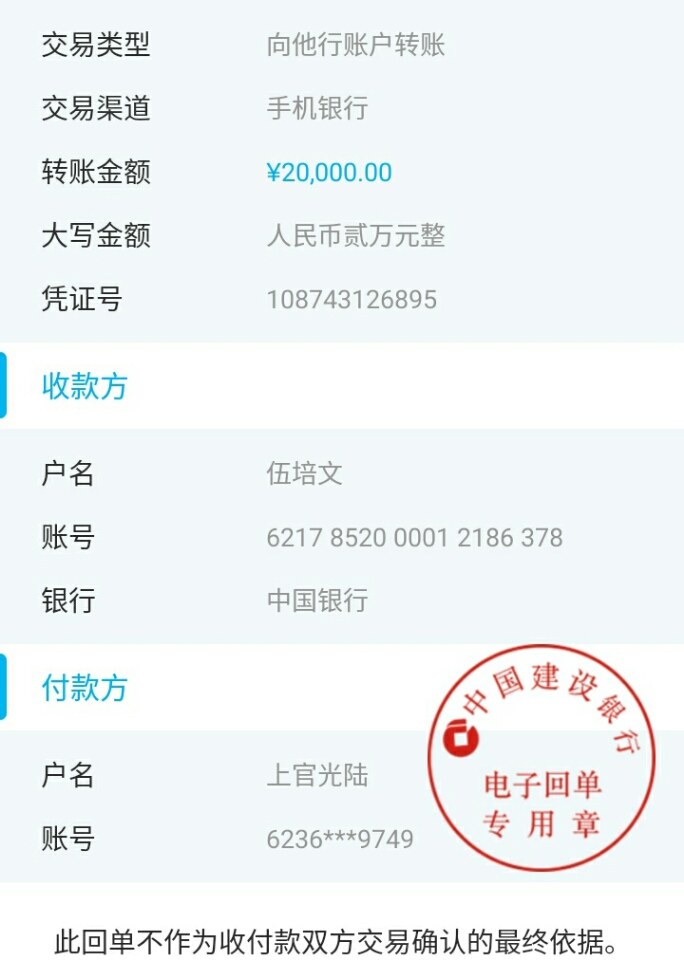 交易类型 向他行账户转账
交易渠道 手机银行
转账金额 ¥20,000.00
大写金额 人民币贰万元整
凭证号 108743126895
收款方
户名 伍培文
账号 6217 8520 0001 2186 378
银行 中国银行
付款方
中国建设银行
户名 上官光陆
电子回单
专用章
账号 6236***9749
此回单不作为收付款双方交易确认的最终依据。